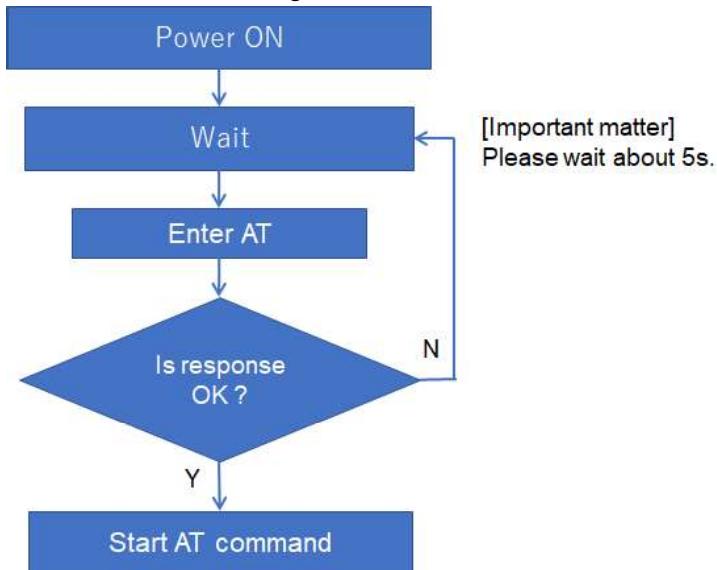 Power ON
Wait
[Important matter]
Please wait about 5s.
Enter AT
Is response
OK ?
N
Y
Start AT command